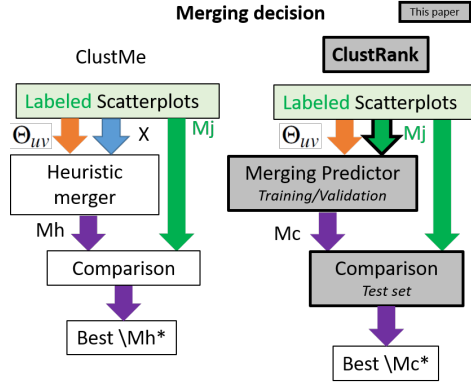 Merging decision
This paper
ClustMe
ClustRank
Labeled Scatterplots
Θuv
X
Mj
Heuristic
merger
Mh
Comparison
Best \Mh*
Labeled Scatterplots
Θuv
Mj
Merging Predictor
Training/Validation
Mc
Comparison
Test set
Best \Mc*